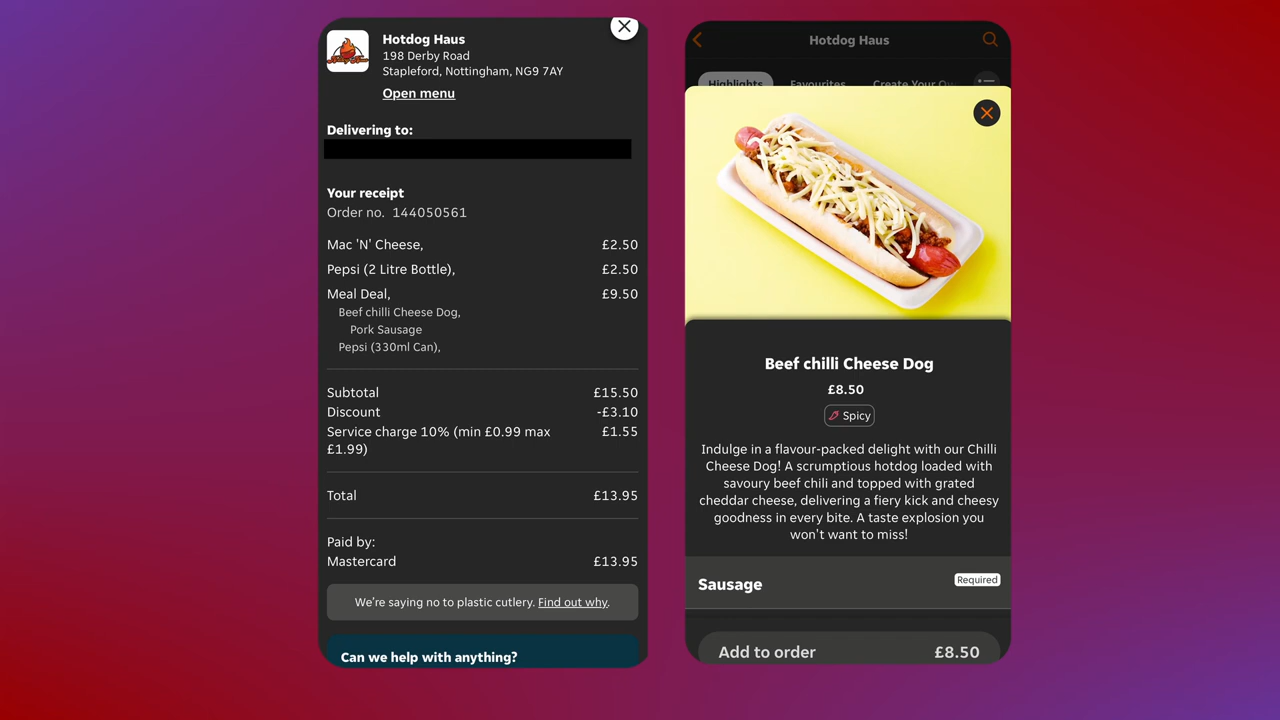 Hotdog Haus
198 Derby Road
Stapleford, Nottingham, NG9 7AY
Open menu
Delivering to:
Your receipt
Order no. 144050561
Mac 'N' Cheese, £2.50
Pepsi (2 Litre Bottle), £2.50
Meal Deal, £9.50
Beef chilli Cheese Dog,
Pork Sausage
Pepsi (330ml Can),
Subtotal £15.50
Discount -£3.10
Service charge 10% (min £0.99 max £1.55
£1.99)
Total £13.95
Paid by:
Mastercard £13.95
We're saying no to plastic cutlery. Find out why.
Can we help with anything?
Hotdog Haus
Highlights Favourites Create Your
Beef chilli Cheese Dog
£8.50
Spicy
Indulge in a flavour-packed delight with our Chilli
Cheese Dog! A scrumptious hotdog loaded with
savoury beef chili and topped with grated
cheddar cheese, delivering a fiery kick and cheesy
goodness in every bite. A taste explosion you
won't want to miss!
Sausage Required
Add to order £8.50